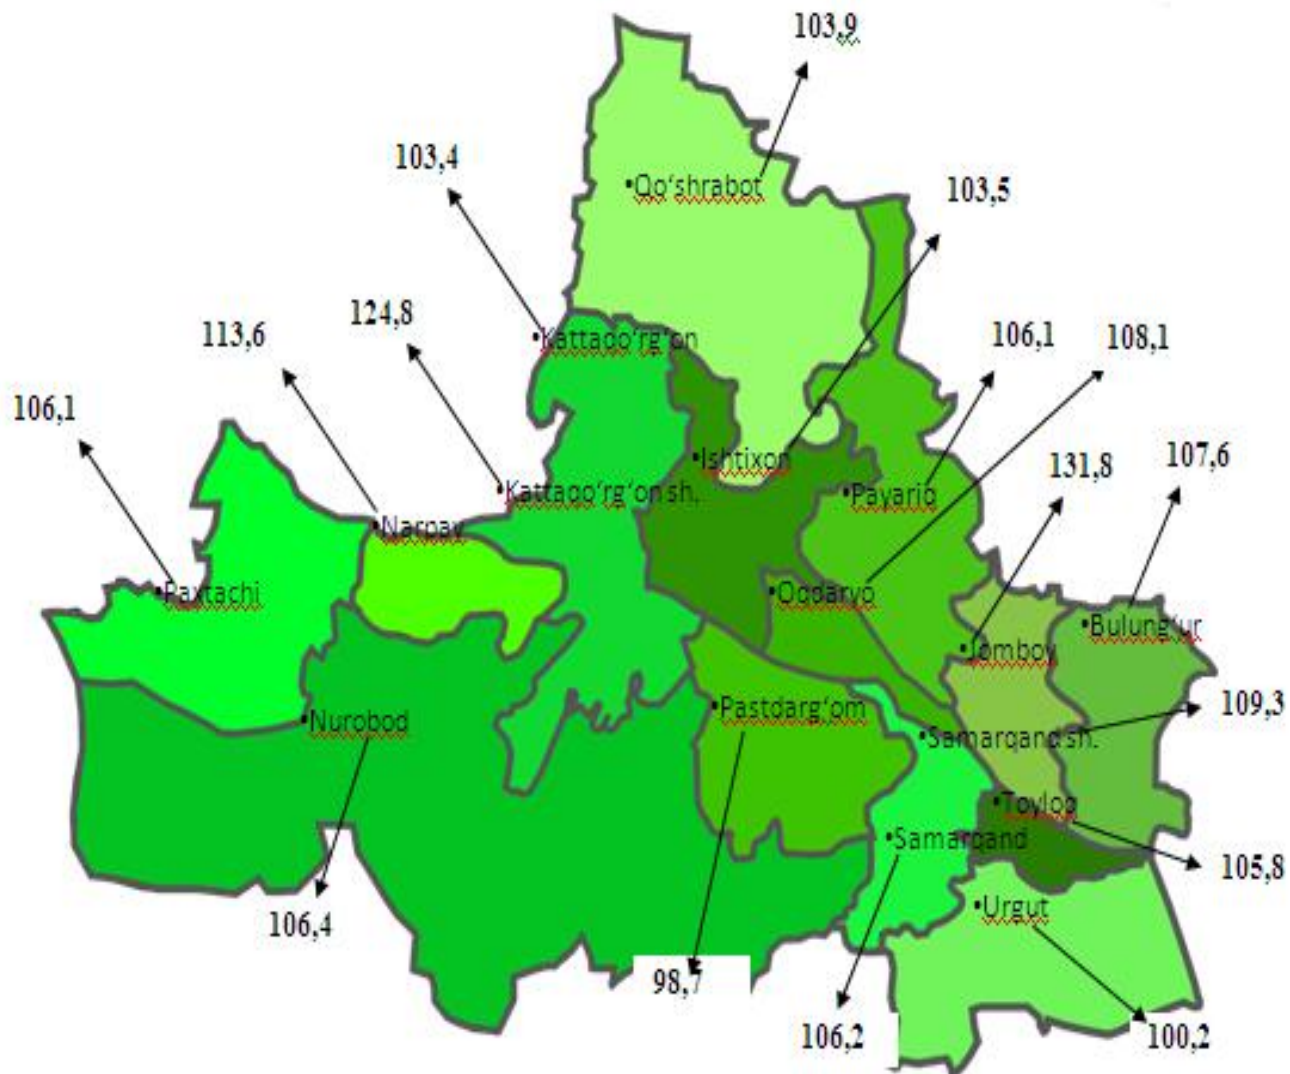 103,9
103,4
•Qo‘shrabot
103,5
124,8
113,6
•Kattaqo‘rg‘on
106,1
108,1
106,1
•Ishtixon
131,8
107,6
•Kattaqo‘rg‘on sh.
•Payariq
•Narpay
•Paxtachi
•Oqdaryo
•Bulung‘ur
•Jomboy
•Nurobod
•Pastdarg‘om
109,3
•Samarqand sh.
•Toyloq
•Samarqand
105,8
•Urgut
106,4
98,7
106,2
100,2